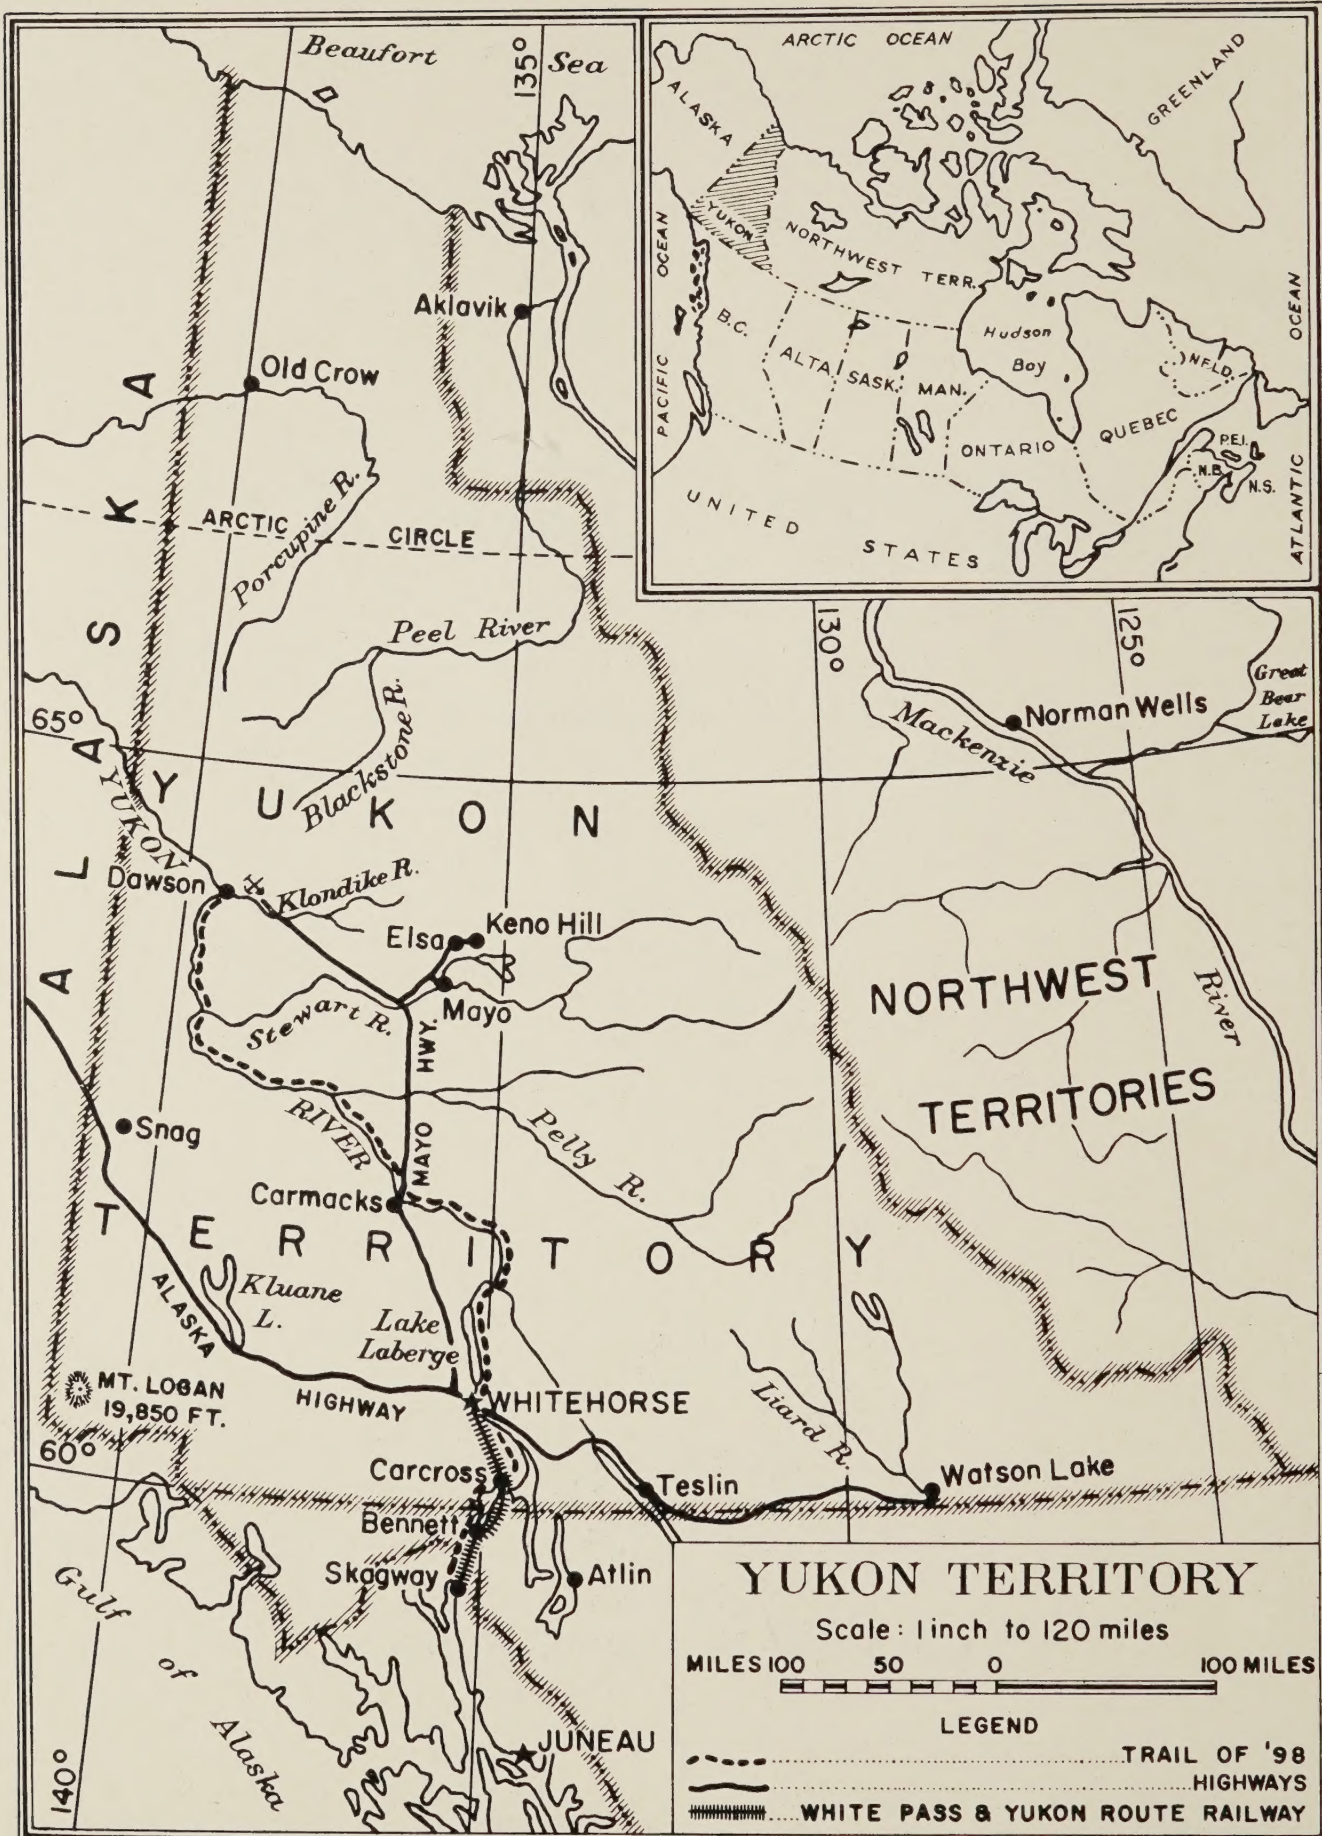 Beaufort Sea
135°
Aklavik
Old Crow
Porcupine R.
ARCTIC CIRCLE
Peel River
Blackstone R.
65°
ALASKA
YUKON RIVER
YUKON
TERRITORY
Dawson
Klondike R.
Elsa
Keno Hill
Mayo
Stewart R.
MAYO HWY.
Snag
Pelly R.
Carmacks
Kluane
L.
Lake
Laberge
ALASKA HIGHWAY
MT. LOGAN
19,850 FT.
WHITEHORSE
60°
Carcross
Teslin
Liard R.
Watson Lake
Bennett
Skagway
Atlin
JUNEAU
Gulf
of
Alaska
140°
130°
125°
Norman Wells
Great
Bear
Lake
Mackenzie
River
NORTHWEST
TERRITORIES
ARCTIC OCEAN
GREENLAND
ALASKA
YUKON
NORTHWEST TERR.
PACIFIC OCEAN
B.C.
ALTA.
SASK.
MAN.
Hudson
Bay
ONTARIO
QUEBEC
NFLD.
P.E.I.
N.B.
N.S.
ATLANTIC OCEAN
UNITED STATES
YUKON TERRITORY
Scale: 1 inch to 120 miles
MILES 100 50 0 100 MILES
LEGEND
TRAIL OF '98
HIGHWAYS
WHITE PASS & YUKON ROUTE RAILWAY